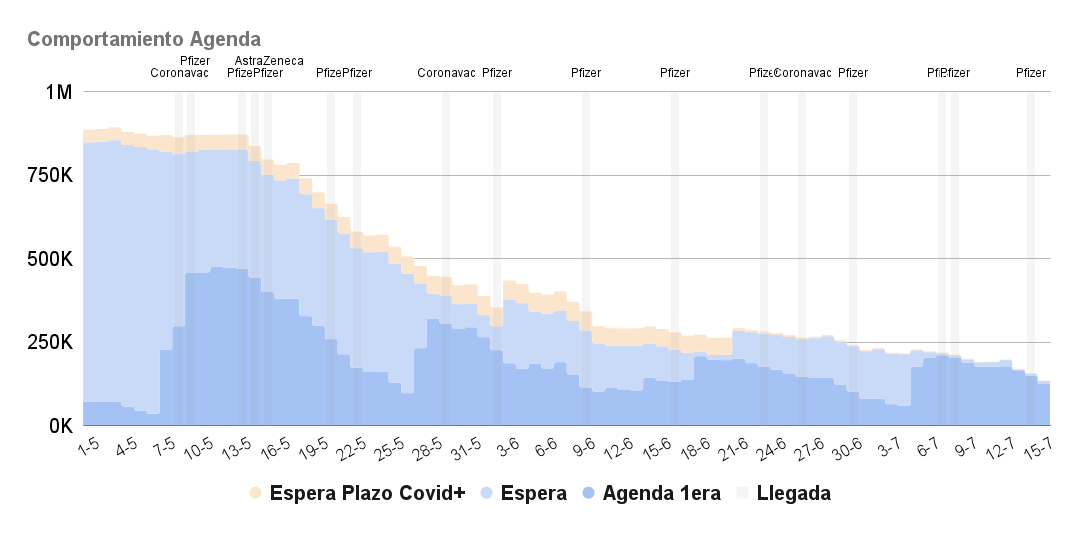 Comportamiento Agenda
Pfizer AstraZeneca
Coronavac Pfizer Pfizer Pfizer Coronavac Pfizer Pfizer Pfizer Coronavac Pfizer Pfizer Pfizer
1M
750K
500K
250K
0K
1-5 4-5 7-5 10-5 13-5 16-5 19-5 22-5 25-5 28-5 31-5 3-6 6-6 9-6 12-6 15-6 18-6 21-6 24-6 27-6 30-6 3-7 6-7 9-7 12-7 15-7
Espera Plazo Covid+ Espera Agenda 1era Llegada